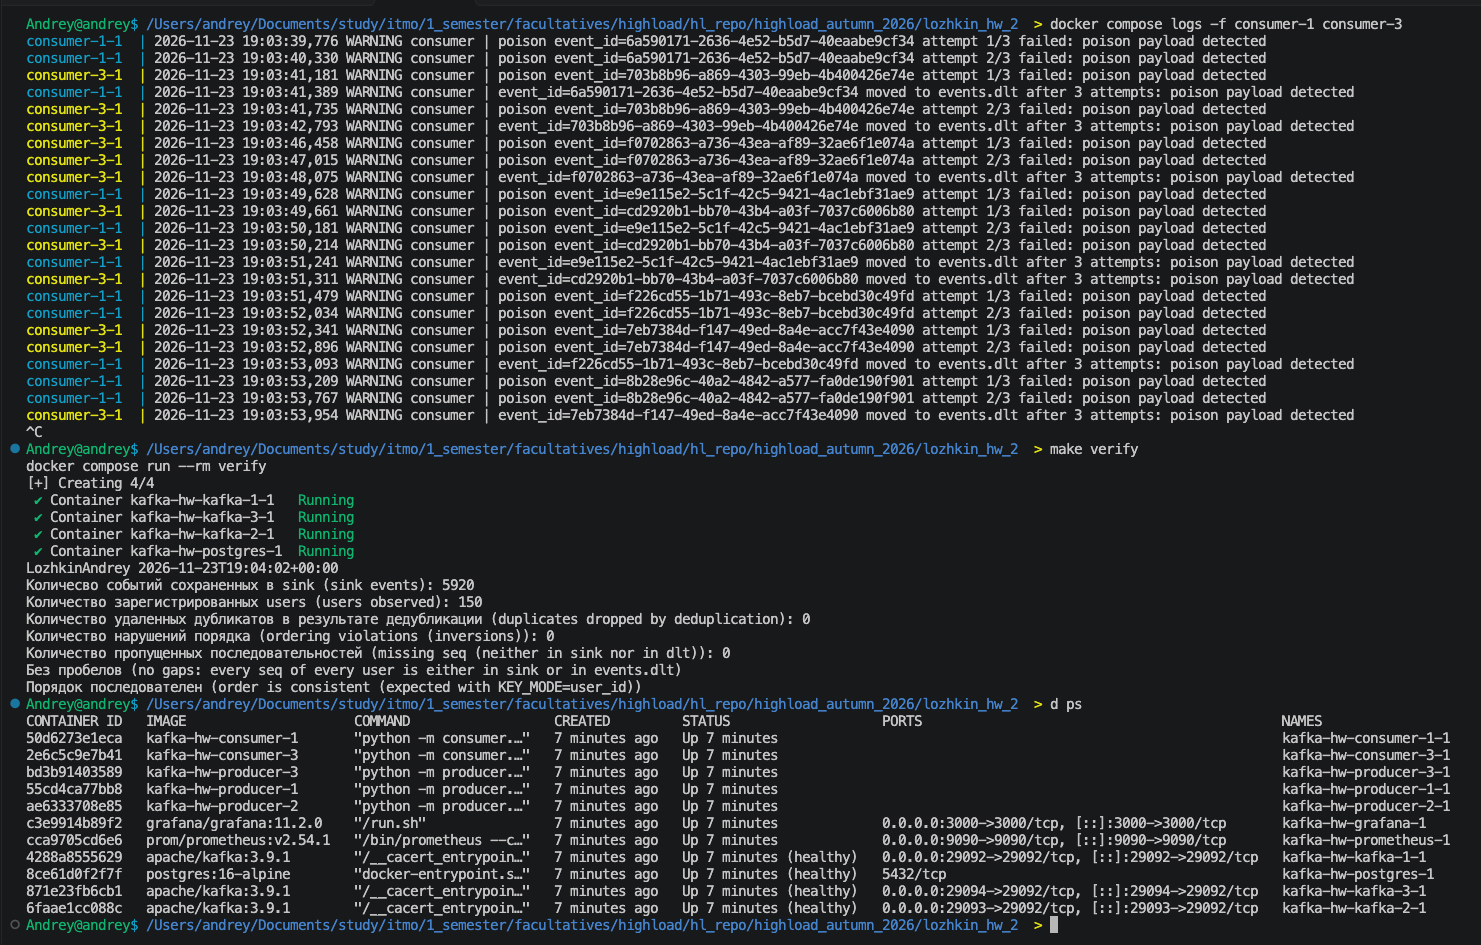 Andrey@andrey$ /Users/andrey/Documents/study/itmo/1_semester/facultatives/highload/hl_repo/highload_autumn_2026/lozhkin_hw_2 > docker compose logs -f consumer-1 consumer-3
consumer-1-1 | 2026-11-23 19:03:39,776 WARNING consumer | poison event_id=6a590171-2636-4e52-b5d7-40eaabe9cf34 attempt 1/3 failed: poison payload detected
consumer-1-1 | 2026-11-23 19:03:40,330 WARNING consumer | poison event_id=6a590171-2636-4e52-b5d7-40eaabe9cf34 attempt 2/3 failed: poison payload detected
consumer-3-1 | 2026-11-23 19:03:41,181 WARNING consumer | poison event_id=703b8b96-a869-4303-99eb-4b400426e74e attempt 1/3 failed: poison payload detected
consumer-1-1 | 2026-11-23 19:03:41,389 WARNING consumer | event_id=6a590171-2636-4e52-b5d7-40eaabe9cf34 moved to events.dlt after 3 attempts: poison payload detected
consumer-3-1 | 2026-11-23 19:03:41,735 WARNING consumer | poison event_id=703b8b96-a869-4303-99eb-4b400426e74e attempt 2/3 failed: poison payload detected
consumer-3-1 | 2026-11-23 19:03:42,793 WARNING consumer | event_id=703b8b96-a869-4303-99eb-4b400426e74e moved to events.dlt after 3 attempts: poison payload detected
consumer-3-1 | 2026-11-23 19:03:46,458 WARNING consumer | poison event_id=f0702863-a736-43ea-af89-32ae6f1e074a attempt 1/3 failed: poison payload detected
consumer-3-1 | 2026-11-23 19:03:47,015 WARNING consumer | poison event_id=f0702863-a736-43ea-af89-32ae6f1e074a attempt 2/3 failed: poison payload detected
consumer-3-1 | 2026-11-23 19:03:48,075 WARNING consumer | event_id=f0702863-a736-43ea-af89-32ae6f1e074a moved to events.dlt after 3 attempts: poison payload detected
consumer-1-1 | 2026-11-23 19:03:49,628 WARNING consumer | poison event_id=e9e115e2-5c1f-42c5-9421-4ac1ebf31ae9 attempt 1/3 failed: poison payload detected
consumer-3-1 | 2026-11-23 19:03:49,661 WARNING consumer | poison event_id=cd2920b1-bb70-43b4-a03f-7037c6006b80 attempt 1/3 failed: poison payload detected
consumer-1-1 | 2026-11-23 19:03:50,181 WARNING consumer | poison event_id=e9e115e2-5c1f-42c5-9421-4ac1ebf31ae9 attempt 2/3 failed: poison payload detected
consumer-3-1 | 2026-11-23 19:03:50,214 WARNING consumer | poison event_id=cd2920b1-bb70-43b4-a03f-7037c6006b80 attempt 2/3 failed: poison payload detected
consumer-1-1 | 2026-11-23 19:03:51,241 WARNING consumer | event_id=e9e115e2-5c1f-42c5-9421-4ac1ebf31ae9 moved to events.dlt after 3 attempts: poison payload detected
consumer-3-1 | 2026-11-23 19:03:51,311 WARNING consumer | event_id=cd2920b1-bb70-43b4-a03f-7037c6006b80 moved to events.dlt after 3 attempts: poison payload detected
consumer-1-1 | 2026-11-23 19:03:51,479 WARNING consumer | poison event_id=f226cd55-1b71-493c-8eb7-bcebd30c49fd attempt 1/3 failed: poison payload detected
consumer-1-1 | 2026-11-23 19:03:52,034 WARNING consumer | poison event_id=f226cd55-1b71-493c-8eb7-bcebd30c49fd attempt 2/3 failed: poison payload detected
consumer-3-1 | 2026-11-23 19:03:52,341 WARNING consumer | poison event_id=7eb7384d-f147-49ed-8a4e-acc7f43e4090 attempt 1/3 failed: poison payload detected
consumer-3-1 | 2026-11-23 19:03:52,896 WARNING consumer | poison event_id=7eb7384d-f147-49ed-8a4e-acc7f43e4090 attempt 2/3 failed: poison payload detected
consumer-1-1 | 2026-11-23 19:03:53,093 WARNING consumer | event_id=f226cd55-1b71-493c-8eb7-bcebd30c49fd moved to events.dlt after 3 attempts: poison payload detected
consumer-1-1 | 2026-11-23 19:03:53,209 WARNING consumer | poison event_id=8b28e96c-40a2-4842-a577-fa0de190f901 attempt 1/3 failed: poison payload detected
consumer-1-1 | 2026-11-23 19:03:53,767 WARNING consumer | poison event_id=8b28e96c-40a2-4842-a577-fa0de190f901 attempt 2/3 failed: poison payload detected
consumer-3-1 | 2026-11-23 19:03:53,954 WARNING consumer | event_id=7eb7384d-f147-49ed-8a4e-acc7f43e4090 moved to events.dlt after 3 attempts: poison payload detected
^C
Andrey@andrey$ /Users/andrey/Documents/study/itmo/1_semester/facultatives/highload/hl_repo/highload_autumn_2026/lozhkin_hw_2 > make verify
docker compose run --rm verify
[+] Creating 4/4
✔ Container kafka-hw-kafka-1-1 Running
✔ Container kafka-hw-kafka-3-1 Running
✔ Container kafka-hw-kafka-2-1 Running
✔ Container kafka-hw-postgres-1 Running
LozhkinAndrey 2026-11-23T19:04:02+00:00
Количесво событий сохраненных в sink (sink events): 5920
Количество зарегистрированных users (users observed): 150
Количество удаленных дубликатов в результате дедубликации (duplicates dropped by deduplication): 0
Количество нарушений порядка (ordering violations (inversions)): 0
Количество пропущенных последовательностей (missing seq (neither in sink nor in dlt)): 0
Без пробелов (no gaps: every seq of every user is either in sink or in events.dlt)
Порядок последователен (order is consistent (expected with KEY_MODE=user_id))
Andrey@andrey$ /Users/andrey/Documents/study/itmo/1_semester/facultatives/highload/hl_repo/highload_autumn_2026/lozhkin_hw_2 > d ps
CONTAINER ID IMAGE COMMAND CREATED STATUS PORTS NAMES
50d6273e1eca kafka-hw-consumer-1 "python -m consumer.…" 7 minutes ago Up 7 minutes kafka-hw-consumer-1-1
2e6c5c9e7b41 kafka-hw-consumer-3 "python -m consumer.…" 7 minutes ago Up 7 minutes kafka-hw-consumer-3-1
bd3b91403589 kafka-hw-producer-3 "python -m producer.…" 7 minutes ago Up 7 minutes kafka-hw-producer-3-1
55cd4ca77bb8 kafka-hw-producer-1 "python -m producer.…" 7 minutes ago Up 7 minutes kafka-hw-producer-1-1
ae6333708e85 kafka-hw-producer-2 "python -m producer.…" 7 minutes ago Up 7 minutes kafka-hw-producer-2-1
c3e9914b89f2 grafana/grafana:11.2.0 "/run.sh" 7 minutes ago Up 7 minutes 0.0.0.0:3000->3000/tcp, [::]:3000->3000/tcp kafka-hw-grafana-1
cca9705cd6e6 prom/prometheus:v2.54.1 "/bin/prometheus --c…" 7 minutes ago Up 7 minutes 0.0.0.0:9090->9090/tcp, [::]:9090->9090/tcp kafka-hw-prometheus-1
4288a8555629 apache/kafka:3.9.1 "/__cacert_entrypoin…" 7 minutes ago Up 7 minutes (healthy) 0.0.0.0:29092->29092/tcp, [::]:29092->29092/tcp kafka-hw-kafka-1-1
8ce61d0f2f7f postgres:16-alpine "docker-entrypoint.s…" 7 minutes ago Up 7 minutes (healthy) 5432/tcp kafka-hw-postgres-1
871e23fb6cb1 apache/kafka:3.9.1 "/__cacert_entrypoin…" 7 minutes ago Up 7 minutes (healthy) 0.0.0.0:29094->29092/tcp, [::]:29094->29092/tcp kafka-hw-kafka-3-1
6faae1cc088c apache/kafka:3.9.1 "/__cacert_entrypoin…" 7 minutes ago Up 7 minutes (healthy) 0.0.0.0:29093->29092/tcp, [::]:29093->29092/tcp kafka-hw-kafka-2-1
Andrey@andrey$ /Users/andrey/Documents/study/itmo/1_semester/facultatives/highload/hl_repo/highload_autumn_2026/lozhkin_hw_2 >